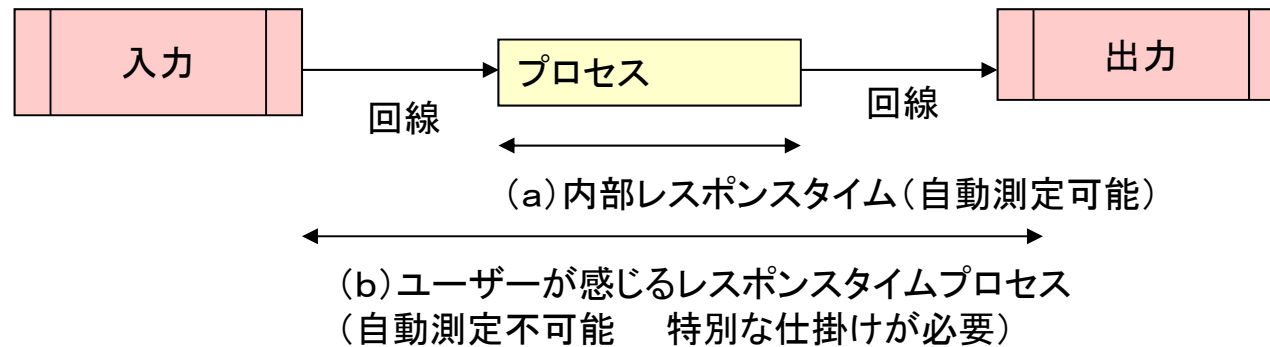 入力
プロセス
出力
回線
回線
(a)内部レスポンスタイム(自動測定可能)
(b)ユーザーが感じるレスポンスタイムプロセス
(自動測定不可能　特別な仕掛けが必要)